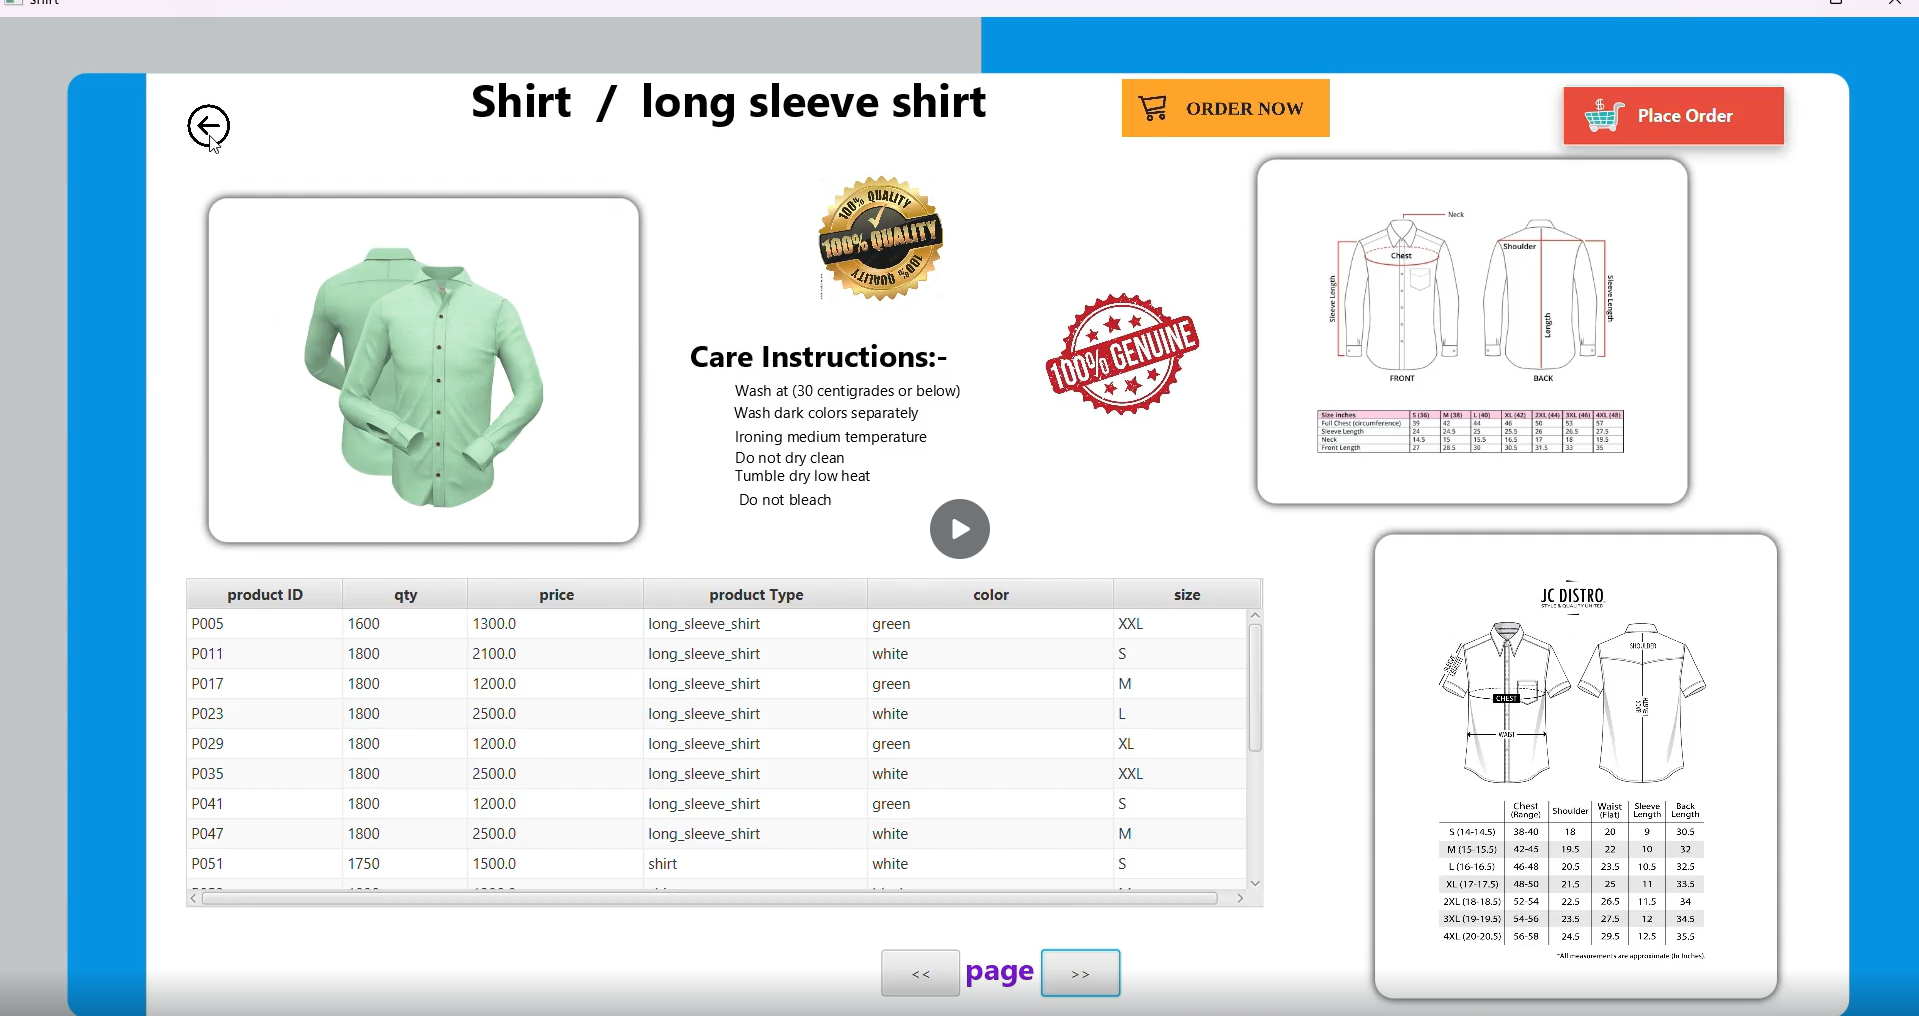 shirt
Shirt / long sleeve shirt
ORDER NOW
Place Order
100% QUALITY
100% QUALITY
100% QUALITY
100% GENUINE
Care Instructions:-
Wash at (30 centigrades or below)
Wash dark colors separately
Ironing medium temperature
Do not dry clean
Tumble dry low heat
Do not bleach
Neck
Chest
Shoulder
Sleeve Length
Length
Sleeve Length
FRONT
BACK
Size inches S (36) M (38) L (40) XL (42) 2XL (44) 3XL (46) 4XL (48)
Full Chest (circumference) 39 42 44 46 50 53 57
Sleeve Length 24 24.5 25 25.5 26 26.5 27.5
Neck 14.5 15 15.5 16.5 17 18 19.5
Front Length 27 28.5 30 30.5 31.5 33 35
product ID qty price product Type color size
P005 1600 1300.0 long_sleeve_shirt green XXL
P011 1800 2100.0 long_sleeve_shirt white S
P017 1800 1200.0 long_sleeve_shirt green M
P023 1800 2500.0 long_sleeve_shirt white L
P029 1800 1200.0 long_sleeve_shirt green XL
P035 1800 2500.0 long_sleeve_shirt white XXL
P041 1800 1200.0 long_sleeve_shirt green S
P047 1800 2500.0 long_sleeve_shirt white M
P051 1750 1500.0 shirt white S
<< page >>
JC DISTRO
STYLE & QUALITY UNITED
SHOULDER
CHEST
WAIST
Chest (Range) Shoulder Waist (Flat) Sleeve Length Back Length
S (14-14.5) 38-40 18 20 9 30.5
M (15-15.5) 42-45 19.5 22 10 32
L (16-16.5) 46-48 20.5 23.5 10.5 32.5
XL (17-17.5) 48-50 21.5 25 11 33.5
2XL (18-18.5) 52-54 22.5 26.5 11.5 34
3XL (19-19.5) 54-56 23.5 27.5 12 34.5
4XL (20-20.5) 56-58 24.5 29.5 12.5 35.5
*All measurements are approximate (In Inches).